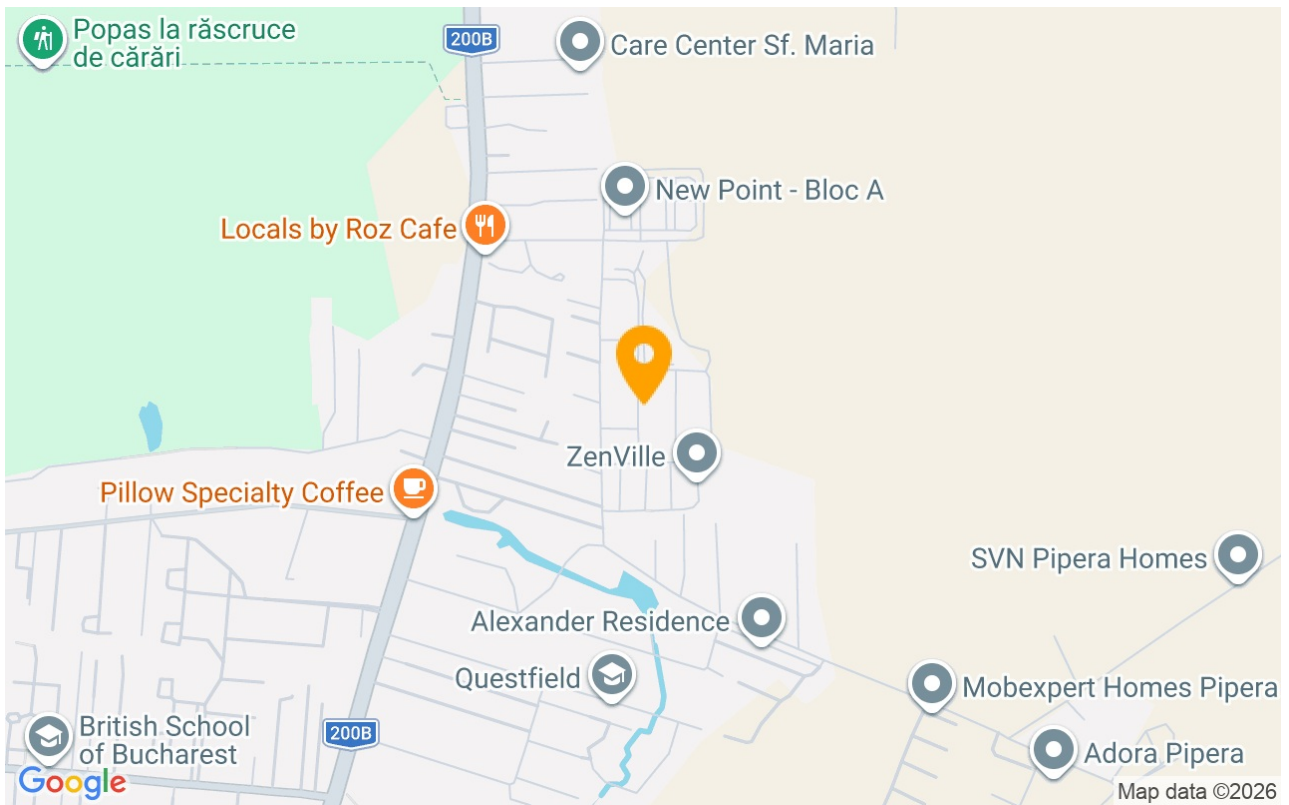 Popas la răscruce
de cărări
200B
Care Center Sf. Maria
New Point - Bloc A
Locals by Roz Cafe
ZenVille
Pillow Specialty Coffee
SVN Pipera Homes
Alexander Residence
Questfield
Mobexpert Homes Pipera
British School
of Bucharest
200B
Adora Pipera
Google
Map data ©2026